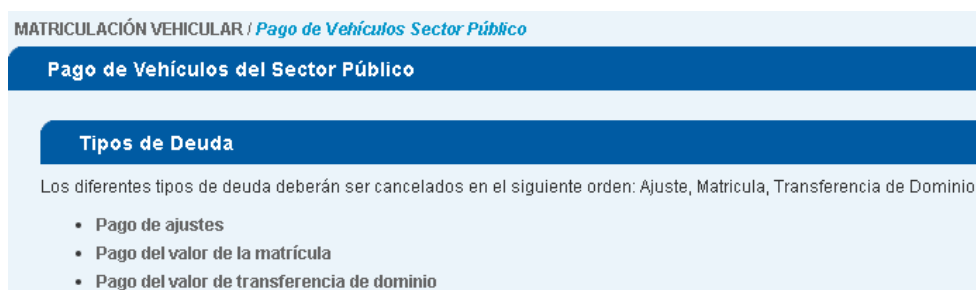 MATRICULACIÓN VEHICULAR / Pago de Vehículos Sector Público
Pago de Vehículos del Sector Público
Tipos de Deuda
Los diferentes tipos de deuda deberán ser cancelados en el siguiente orden: Ajuste, Matricula, Transferencia de Dominio
• Pago de ajustes
• Pago del valor de la matrícula
• Pago del valor de transferencia de dominio